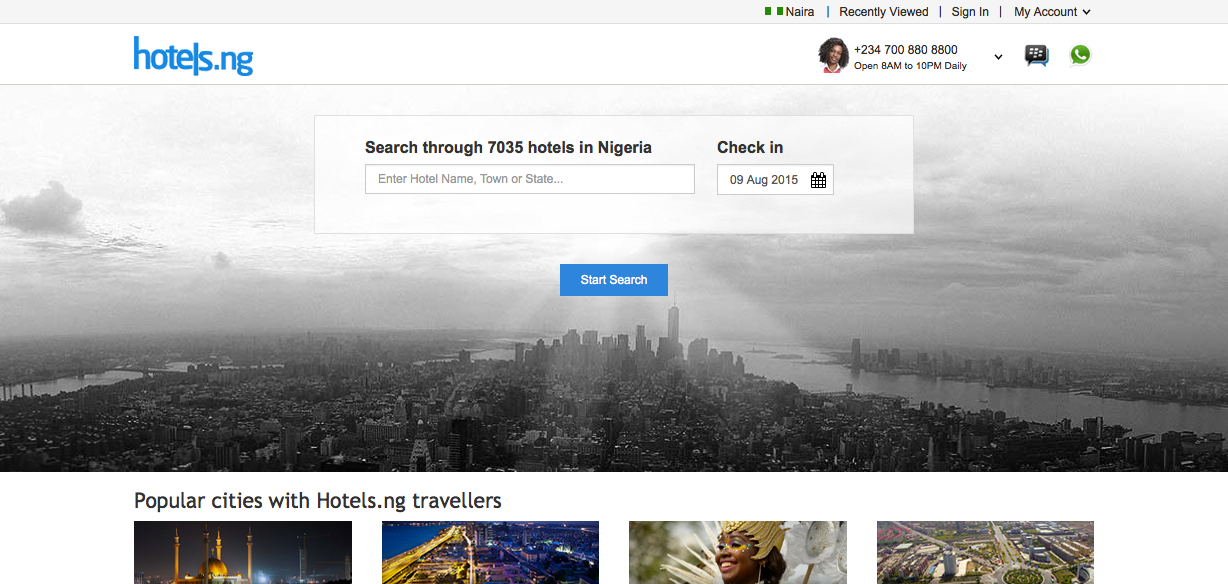 Naira | Recently Viewed | Sign In | My Account
hotels.ng
+234 700 880 8800
Open 8AM to 10PM Daily
Search through 7035 hotels in Nigeria
Check in
Enter Hotel Name, Town or State...
09 Aug 2015
Start Search
Popular cities with Hotels.ng travellers